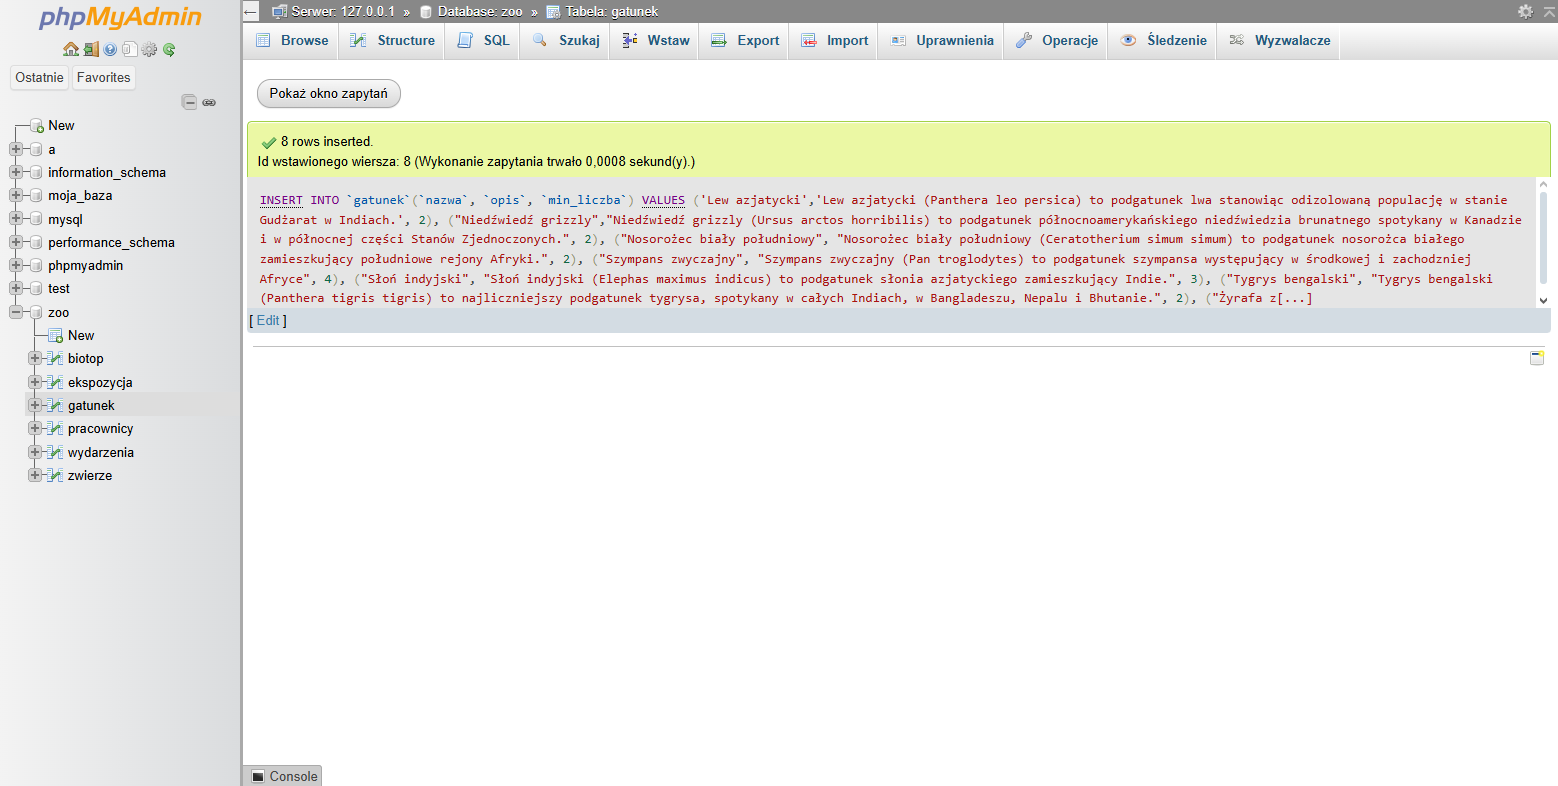 phpMyAdmin
Ostatnie Favorites
New
a
information_schema
moja_baza
mysql
performance_schema
phpmyadmin
test
zoo
New
biotop
ekspozycja
gatunek
pracownicy
wydarzenia
zwierze
Serwer: 127.0.0.1 » Database: zoo » Tabela: gatunek
Browse Structure SQL Szukaj Wstaw Export Import Uprawnienia Operacje Śledzenie Wyzwalacze
Pokaż okno zapytań
8 rows inserted.
Id wstawionego wiersza: 8 (Wykonanie zapytania trwało 0,0008 sekund(y).)
INSERT INTO `gatunek`(`nazwa`, `opis`, `min_liczba`) VALUES ('Lew azjatycki','Lew azjatycki (Panthera leo persica) to podgatunek lwa stanowiąc odizolowaną populację w stanie
Gudżarat w Indiach.', 2), ("Niedźwiedź grizzly","Niedźwiedź grizzly (Ursus arctos horribilis) to podgatunek północnoamerykańskiego niedźwiedzia brunatnego spotykany w Kanadzie
i w północnej części Stanów Zjednoczonych.", 2), ("Nosorożec biały południowy", "Nosorożec biały południowy (Ceratotherium simum simum) to podgatunek nosorożca białego
zamieszkujący południowe rejony Afryki.", 2), ("Szympans zwyczajny", "Szympans zwyczajny (Pan troglodytes) to podgatunek szympansa występujący w środkowej i zachodniej
Afryce", 4), ("Słoń indyjski", "Słoń indyjski (Elephas maximus indicus) to podgatunek słonia azjatyckiego zamieszkujący Indie.", 3), ("Tygrys bengalski", "Tygrys bengalski
(Panthera tigris tigris) to najliczniejszy podgatunek tygrysa, spotykany w całych Indiach, w Bangladeszu, Nepalu i Bhutanie.", 2), ("Żyrafa z[...]
[ Edit ]
Console